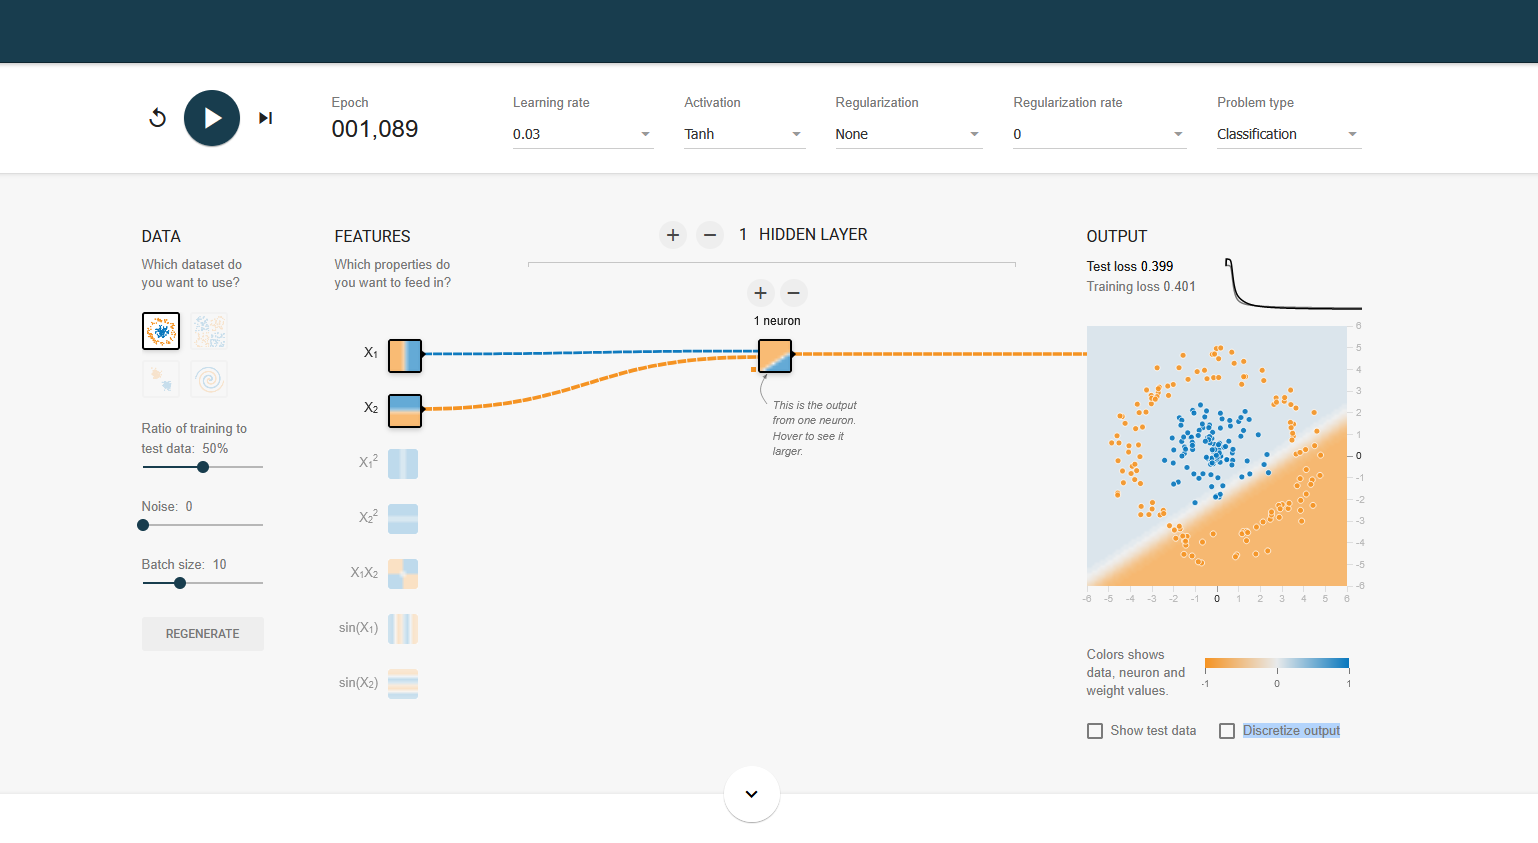 Epoch
001,089
Learning rate
0.03
Activation
Tanh
Regularization
None
Regularization rate
0
Problem type
Classification
DATA
Which dataset do
you want to use?
Ratio of training to
test data: 50%
Noise: 0
Batch size: 10
REGENERATE
FEATURES
Which properties do
you want to feed in?
X₁
X₂
X₁²
X₂²
X₁X₂
sin(X₁)
sin(X₂)
+ − 1 HIDDEN LAYER
+ −
1 neuron
This is the output
from one neuron.
Hover to see it
larger.
OUTPUT
Test loss 0.399
Training loss 0.401
6
5
4
3
2
1
0
-1
-2
-3
-4
-5
-6
-6 -5 -4 -3 -2 -1 0 1 2 3 4 5 6
Colors shows
data, neuron and
weight values.
-1 0 1
Show test data
Discretize output